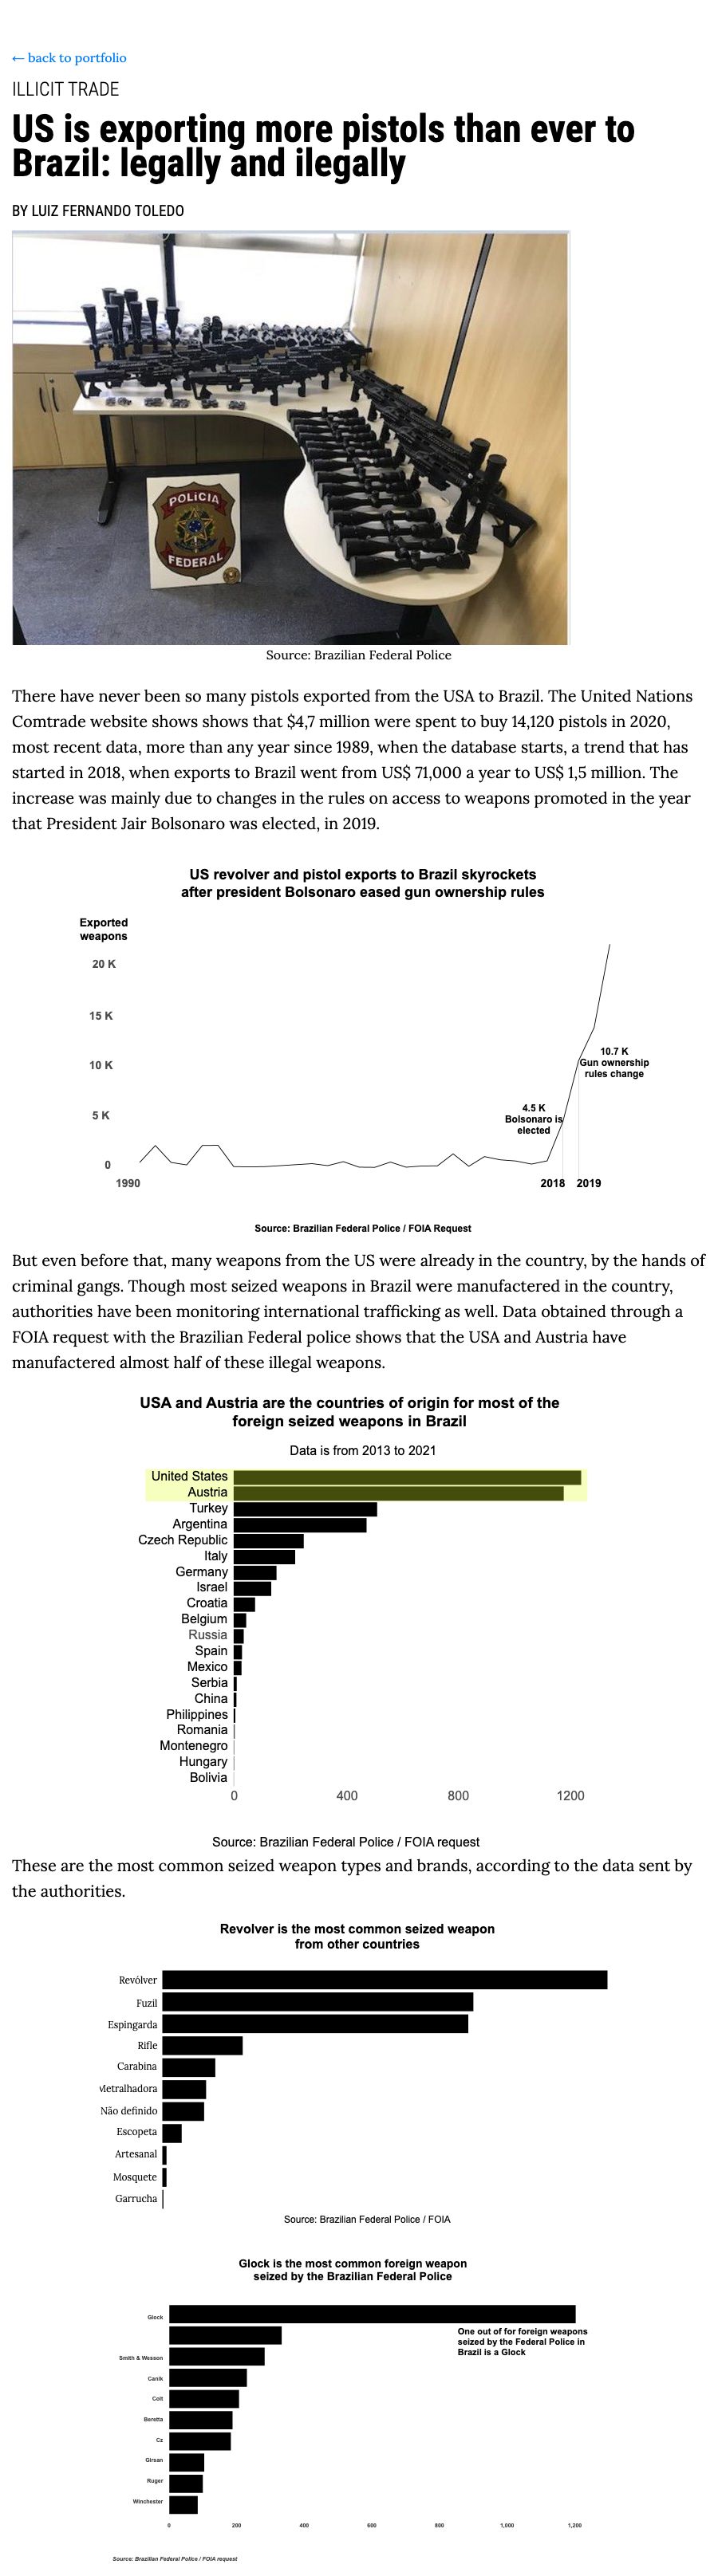 ← back to portfolio
ILLICIT TRADE
US is exporting more pistols than ever to
Brazil: legally and ilegally
BY LUIZ FERNANDO TOLEDO
POLÍCIA
FEDERAL
Source: Brazilian Federal Police
There have never been so many pistols exported from the USA to Brazil. The United Nations
Comtrade website shows shows that $4,7 million were spent to buy 14,120 pistols in 2020,
most recent data, more than any year since 1989, when the database starts, a trend that has
started in 2018, when exports to Brazil went from US$ 71,000 a year to US$ 1,5 million. The
increase was mainly due to changes in the rules on access to weapons promoted in the year
that President Jair Bolsonaro was elected, in 2019.
US revolver and pistol exports to Brazil skyrockets
after president Bolsonaro eased gun ownership rules
Exported
weapons
20 K
15 K
10 K
5 K
0
10.7 K
Gun ownership
rules change
4.5 K
Bolsonaro is
elected
1990
2018
2019
Source: Brazilian Federal Police / FOIA Request
But even before that, many weapons from the US were already in the country, by the hands of
criminal gangs. Though most seized weapons in Brazil were manufactured in the country,
authorities have been monitoring international trafficking as well. Data obtained through a
FOIA request with the Brazilian Federal police shows that the USA and Austria have
manufactered almost half of these illegal weapons.
USA and Austria are the countries of origin for most of the
foreign seized weapons in Brazil
Data is from 2013 to 2021
United States
Austria
Turkey
Argentina
Czech Republic
Italy
Germany
Israel
Croatia
Belgium
Russia
Spain
Mexico
Serbia
China
Philippines
Romania
Montenegro
Hungary
Bolivia
0 400 800 1200
Source: Brazilian Federal Police / FOIA request
These are the most common seized weapon types and brands, according to the data sent by
the authorities.
Revolver is the most common seized weapon
from other countries
Revólver
Fuzil
Espingarda
Rifle
Carabina
Metralhadora
Não definido
Escopeta
Artesanal
Mosquete
Garrucha
Source: Brazilian Federal Police / FOIA
Glock is the most common foreign weapon
seized by the Brazilian Federal Police
Glock
One out of for foreign weapons
seized by the Federal Police in
Brazil is a Glock
Smith & Wesson
Canik
Colt
Beretta
Cz
Girsan
Ruger
Winchester
0 200 400 600 800 1,000 1,200
Source: Brazilian Federal Police / FOIA request